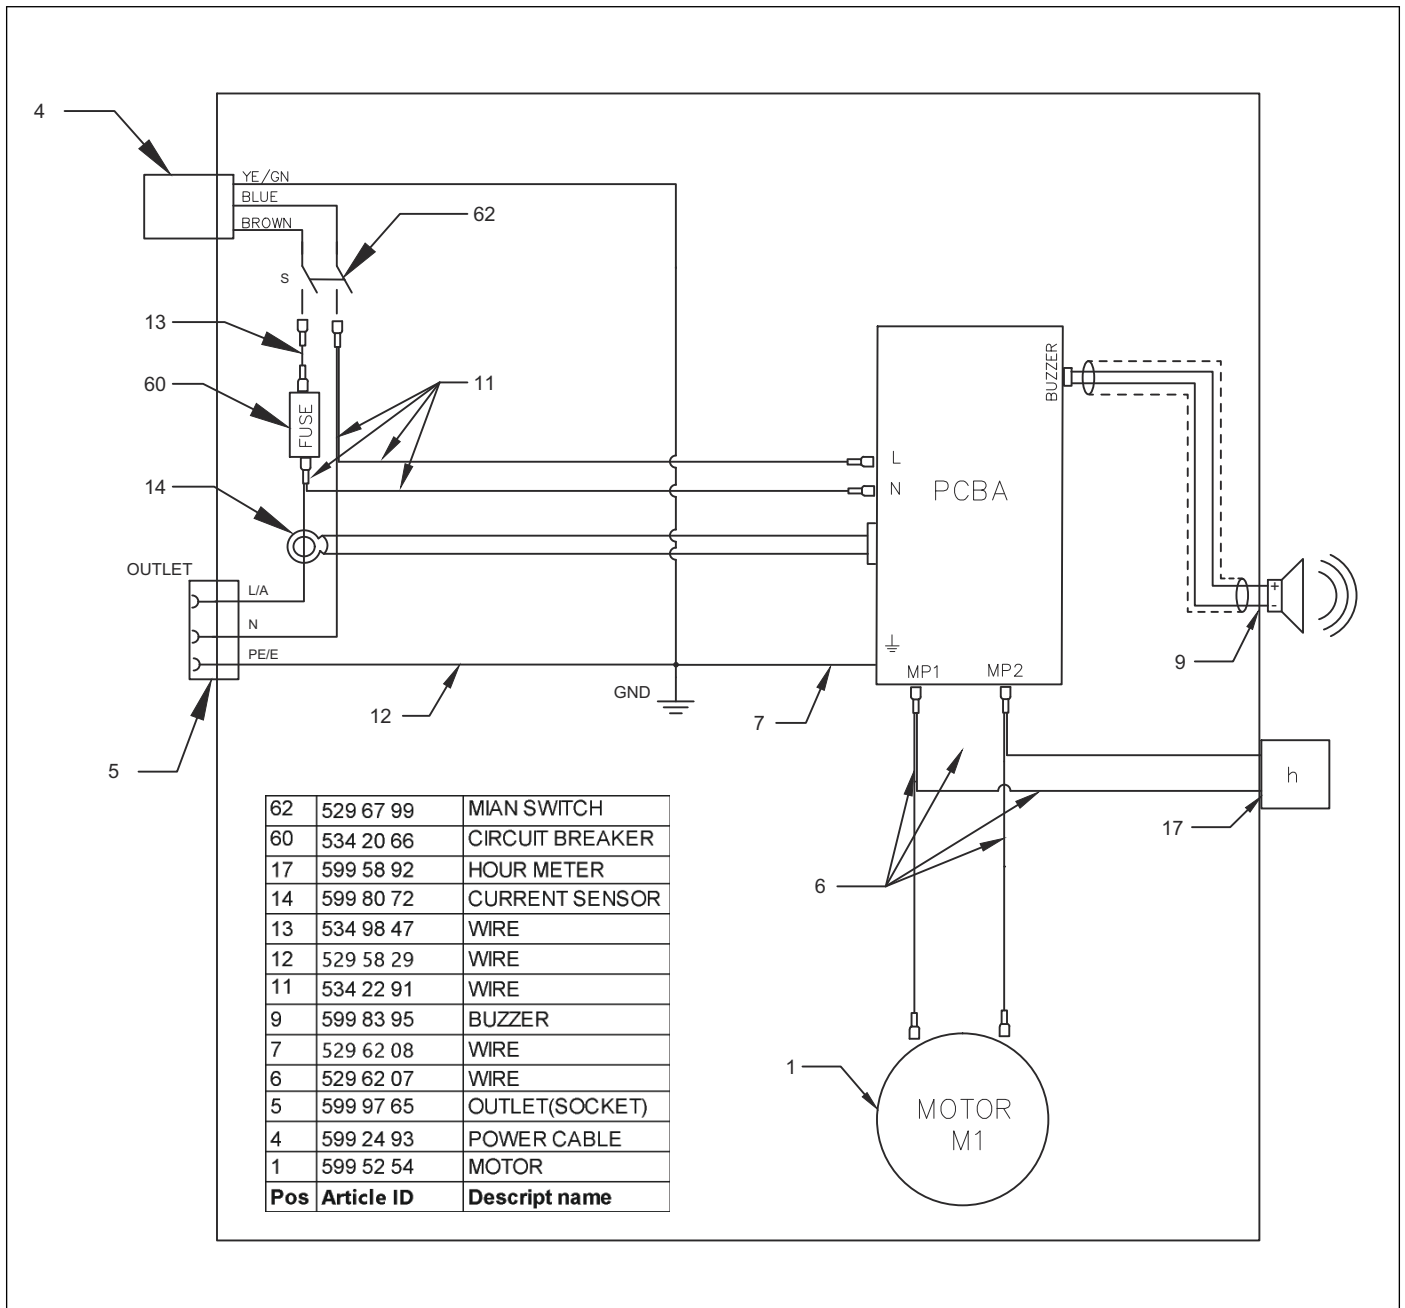 4
YE/GN
BLUE
BROWN
62
S
13
60
FUSE
11
14
OUTLET
L/A
N
PE/E
5
12
GND
7
L
N
PCBA
BUZZER
MP1
MP2
+
-
9
h
17
6
1
MOTOR
M1
62 529 67 99 MIAN SWITCH
60 534 20 66 CIRCUIT BREAKER
17 599 58 92 HOUR METER
14 599 80 72 CURRENT SENSOR
13 534 98 47 WIRE
12 529 58 29 WIRE
11 534 22 91 WIRE
9 599 83 95 BUZZER
7 529 62 08 WIRE
6 529 62 07 WIRE
5 599 97 65 OUTLET(SOCKET)
4 599 24 93 POWER CABLE
1 599 52 54 MOTOR
Pos Article ID Descript name